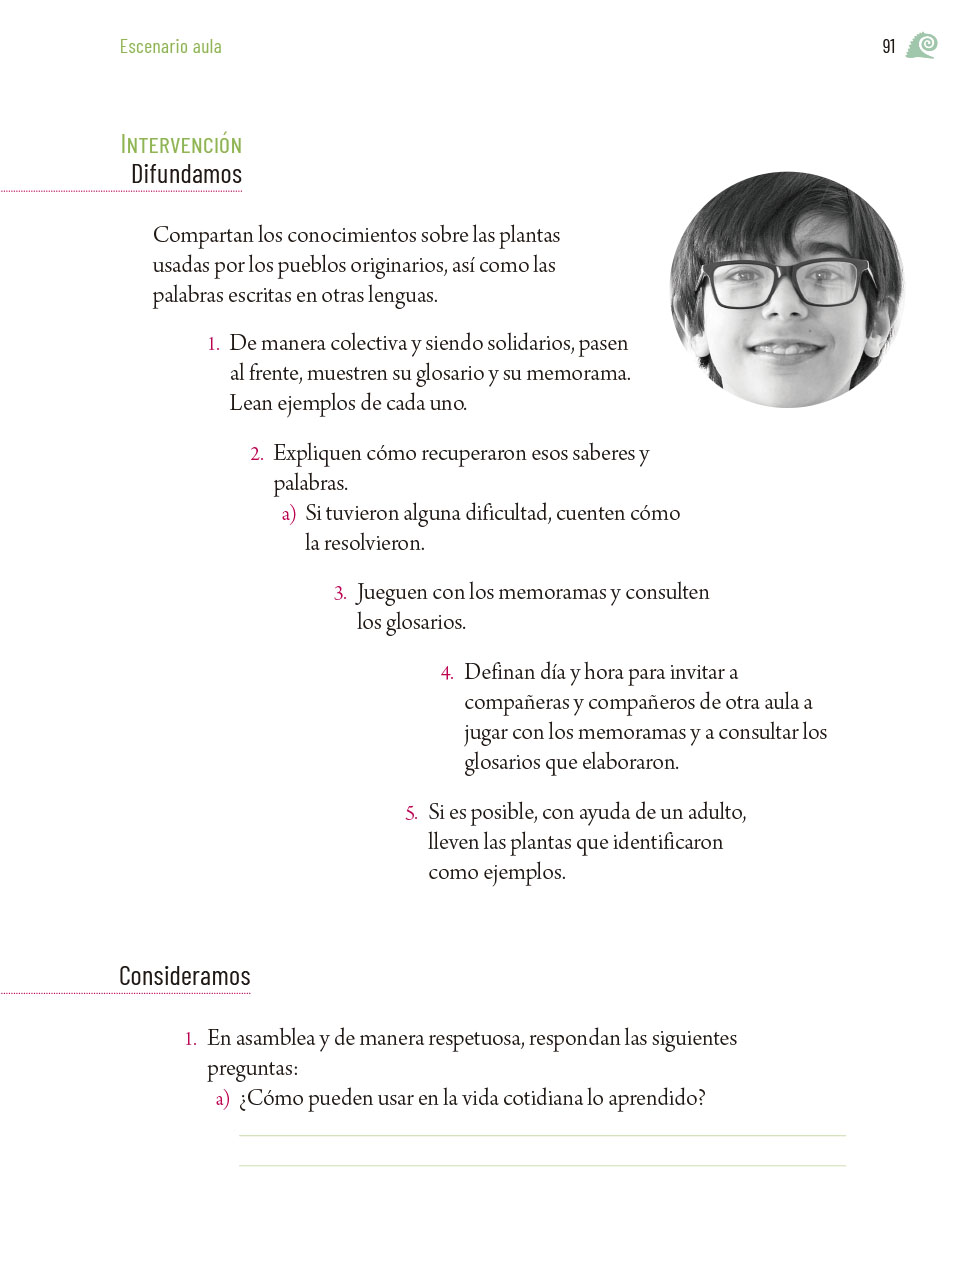 Escenario aula
91
Intervención
Difundamos
Compartan los conocimientos sobre las plantas
usadas por los pueblos originarios, así como las
palabras escritas en otras lenguas.
1. De manera colectiva y siendo solidarios, pasen
al frente, muestren su glosario y su memorama.
Lean ejemplos de cada uno.
2. Expliquen cómo recuperaron esos saberes y
palabras.
a) Si tuvieron alguna dificultad, cuenten cómo
la resolvieron.
3. Jueguen con los memoramas y consulten
los glosarios.
4. Definan día y hora para invitar a
compañeras y compañeros de otra aula a
jugar con los memoramas y a consultar los
glosarios que elaboraron.
5. Si es posible, con ayuda de un adulto,
lleven las plantas que identificaron
como ejemplos.
Consideramos
1. En asamblea y de manera respetuosa, respondan las siguientes
preguntas:
a) ¿Cómo pueden usar en la vida cotidiana lo aprendido?